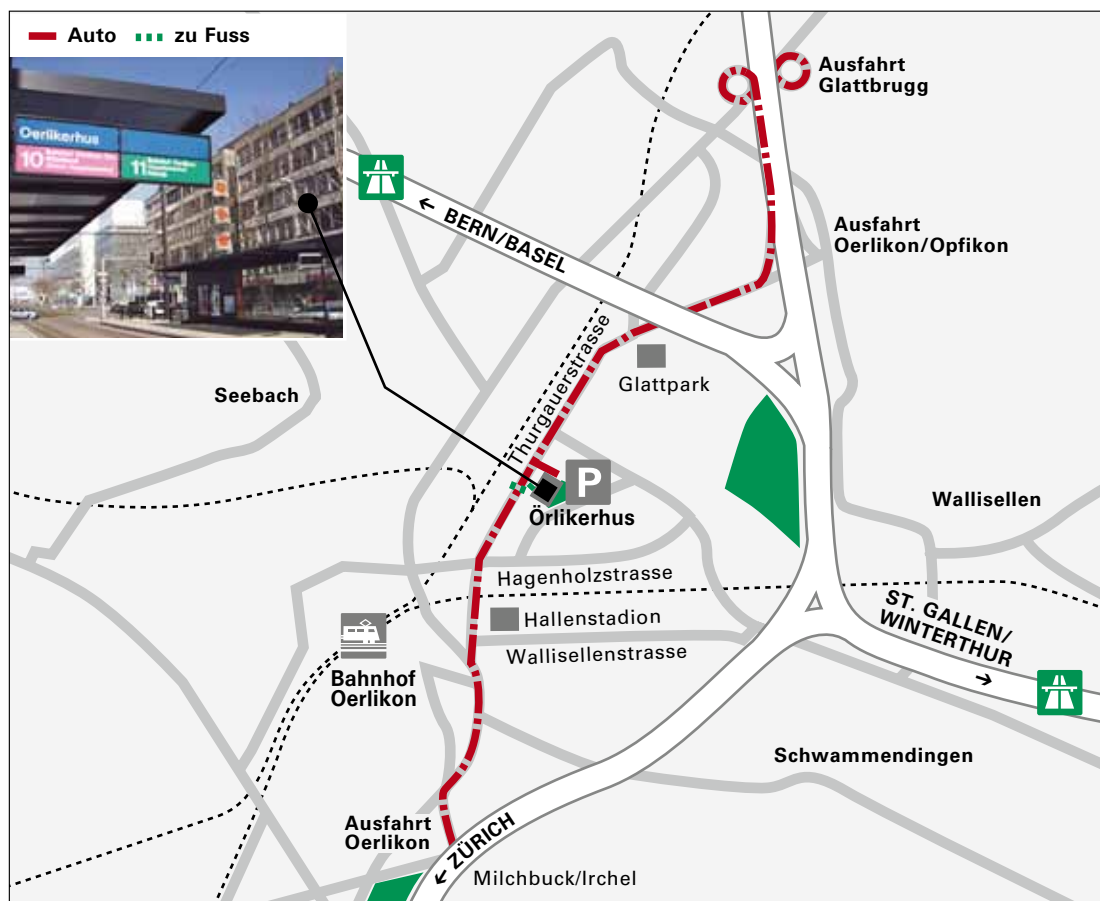 Auto zu Fuss
Oerlikerhus
10
11
Ausfahrt
Glattbrugg
← BERN/BASEL
Ausfahrt
Oerlikon/Opfikon
Thurgauerstrasse
Glattpark
Seebach
P
Örlikerhus
Wallisellen
Hagenholzstrasse
Hallenstadion
Wallisellenstrasse
ST. GALLEN/
WINTERTHUR
→
Bahnhof
Oerlikon
Schwammendingen
Ausfahrt
Oerlikon
← ZÜRICH
Milchbuck/Irchel